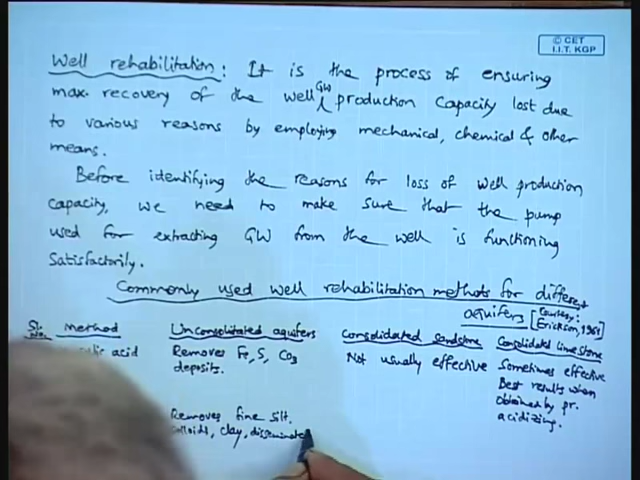 © CET
I.I.T. KGP
Well rehabilitation: It is the process of ensuring
max. recovery of the well GW production capacity lost due
to various reasons by employing mechanical, chemical & other
means.
Before identifying the reasons for loss of well production
capacity, we need to make sure that the pump
used for extracting GW from the well is functioning
satisfactorily.
Commonly used well rehabilitation methods for different
aquifers [Courtesy: Erickson, 1961]
Sl. No. Method Unconsolidated aquifers Consolidated sandstone Consolidated limestone
acid Removes Fe, S, CO3 Not usually effective Sometimes effective
deposits. Best results when
obtained by pr.
acidizing.
Removes fine silt,
colloids, clay, disseminated